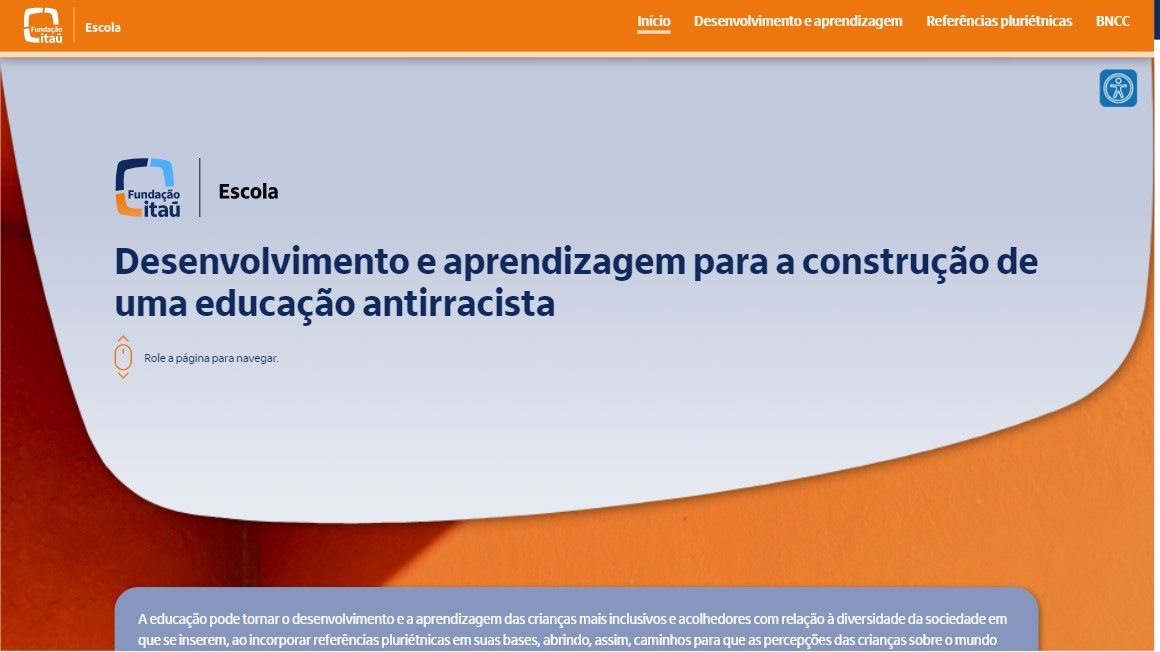 Fundação
itaú
Escola
Início
Desenvolvimento e aprendizagem
Referências pluriétnicas
BNCC
Fundação
itaú
Escola
Desenvolvimento e aprendizagem para a construção de
uma educação antirracista
Role a página para navegar.
A educação pode tornar o desenvolvimento e a aprendizagem das crianças mais inclusivos e acolhedores com relação à diversidade da sociedade em
que se inserem, ao incorporar referências pluriétnicas em suas bases, abrindo, assim, caminhos para que as percepções das crianças sobre o mundo